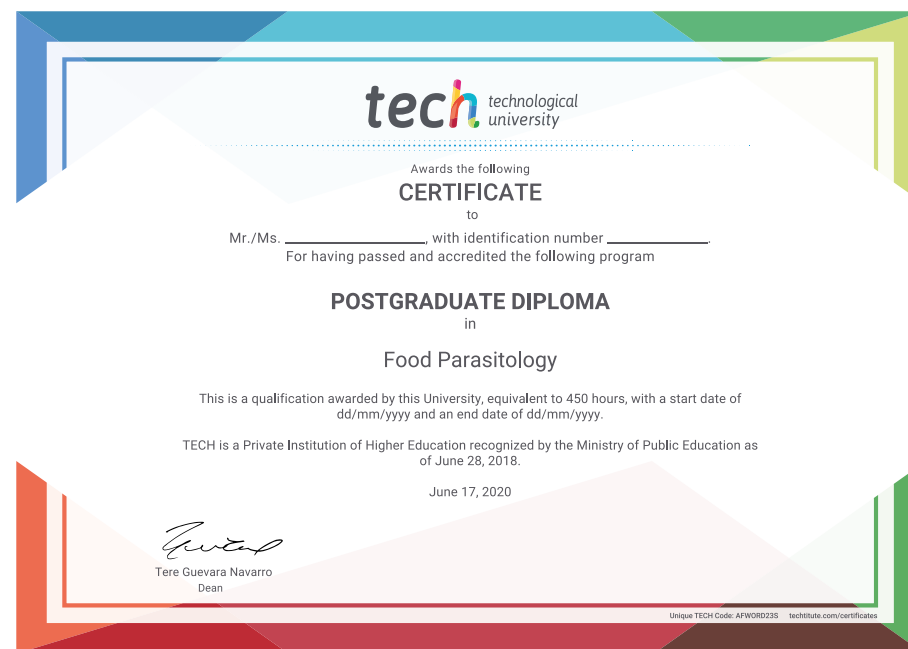 tech technological
university
Awards the following
CERTIFICATE
to
Mr./Ms. ____________________, with identification number ______________.
For having passed and accredited the following program
POSTGRADUATE DIPLOMA
in
Food Parasitology
This is a qualification awarded by this University, equivalent to 450 hours, with a start date of
dd/mm/yyyy and an end date of dd/mm/yyyy.
TECH is a Private Institution of Higher Education recognized by the Ministry of Public Education as
of June 28, 2018.
June 17, 2020
Tere Guevara Navarro
Dean
Unique TECH Code: AFWORD23S techtitute.com/certificates